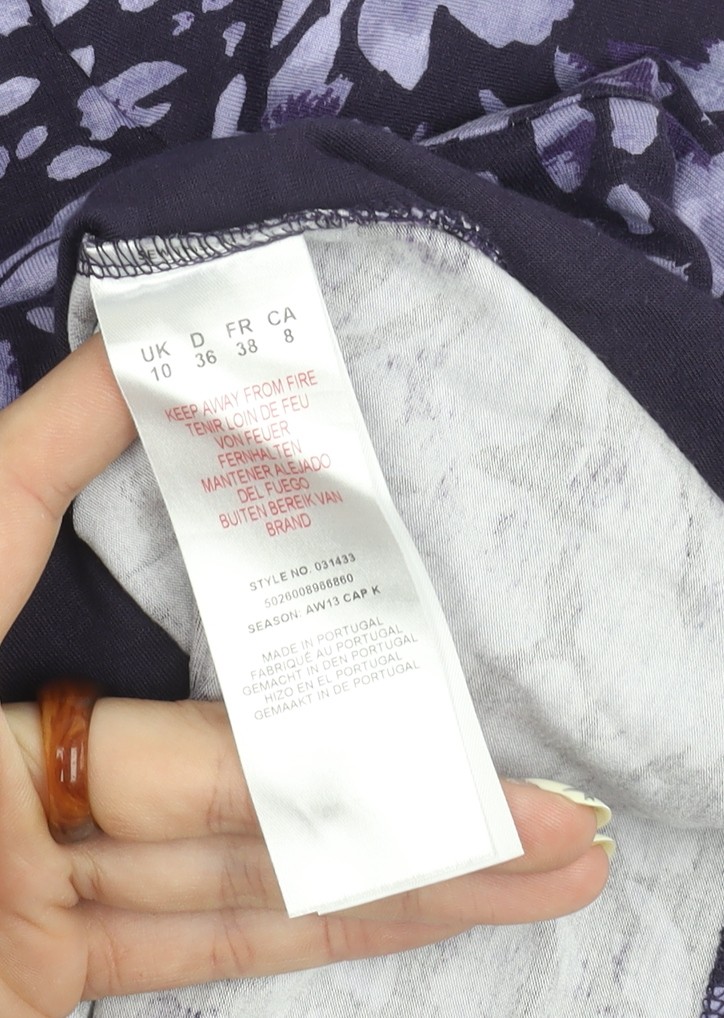 UK D FR CA
10 36 38 8
KEEP AWAY FROM FIRE
TENIR LOIN DE FEU
VON FEUER
FERNHALTEN
MANTENER ALEJADO
DEL FUEGO
BUITEN BEREIK VAN
BRAND
STYLE NO. 031433
5026008986860
SEASON: AW13 CAP K
MADE IN PORTUGAL
FABRIQUÉ AU PORTUGAL
GEMACHT IN DEN PORTUGAL
HIZO EN EL PORTUGAL
GEMAAKT IN DE PORTUGAL